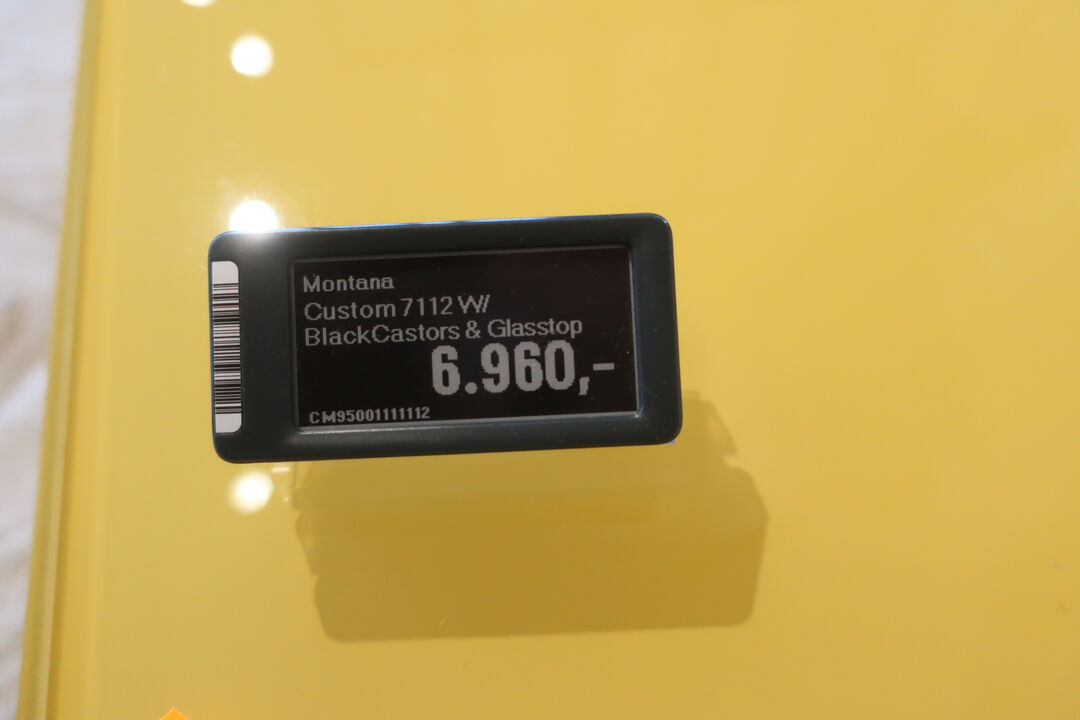 Montana
Custom 7112 W/
BlackCastors & Glasstop
6.960,-
CM95001111112